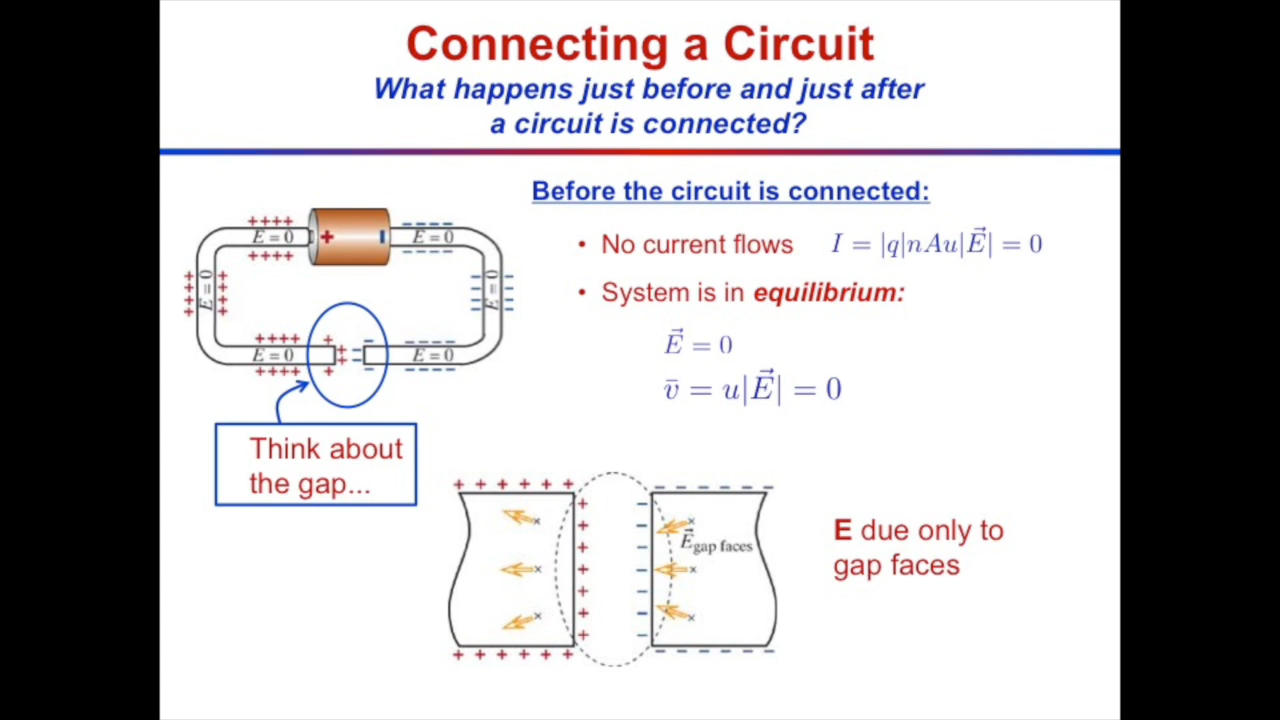 Connecting a Circuit
What happens just before and just after
a circuit is connected?
Before the circuit is connected:
• No current flows I = |q|nAu|E⃗| = 0
• System is in equilibrium:
E⃗ = 0
v̄ = u|E⃗| = 0
++++ + - −−−−
E = 0 E = 0
++++ −−−−
E = 0 E = 0
++++ −−−−
E = 0 E = 0
++++ −−−−
Think about
the gap...
+ + + + + + − − − − − −
E⃗gap faces
+ + + + + + − − − − − −
E due only to
gap faces